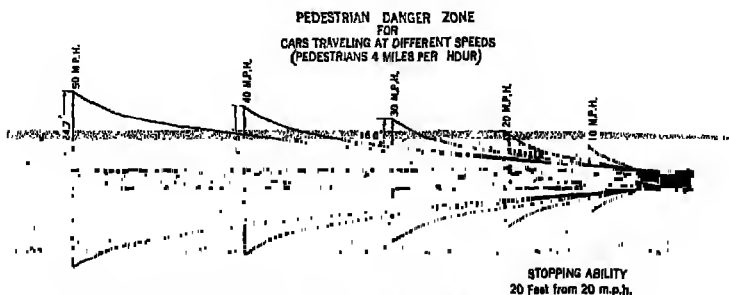 PEDESTRIAN DANGER ZONE
FOR
CARS TRAVELING AT DIFFERENT SPEEDS
(PEDESTRIANS 4 MILES PER HOUR)
50 M.P.H.
40 M.P.H.
30 M.P.H.
20 M.P.H.
10 M.P.H.
STOPPING ABILITY
20 Feet from 20 m.p.h.